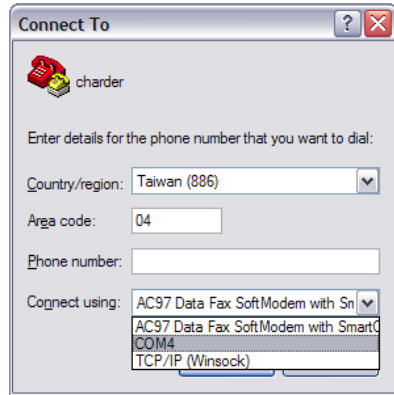 Connect To
charder
Enter details for the phone number that you want to dial:
Country/region: Taiwan (886)
Area code: 04
Phone number:
Connect using: AC97 Data Fax SoftModem with Sm
AC97 Data Fax SoftModem with SmartC
COM4
TCP/IP (Winsock)